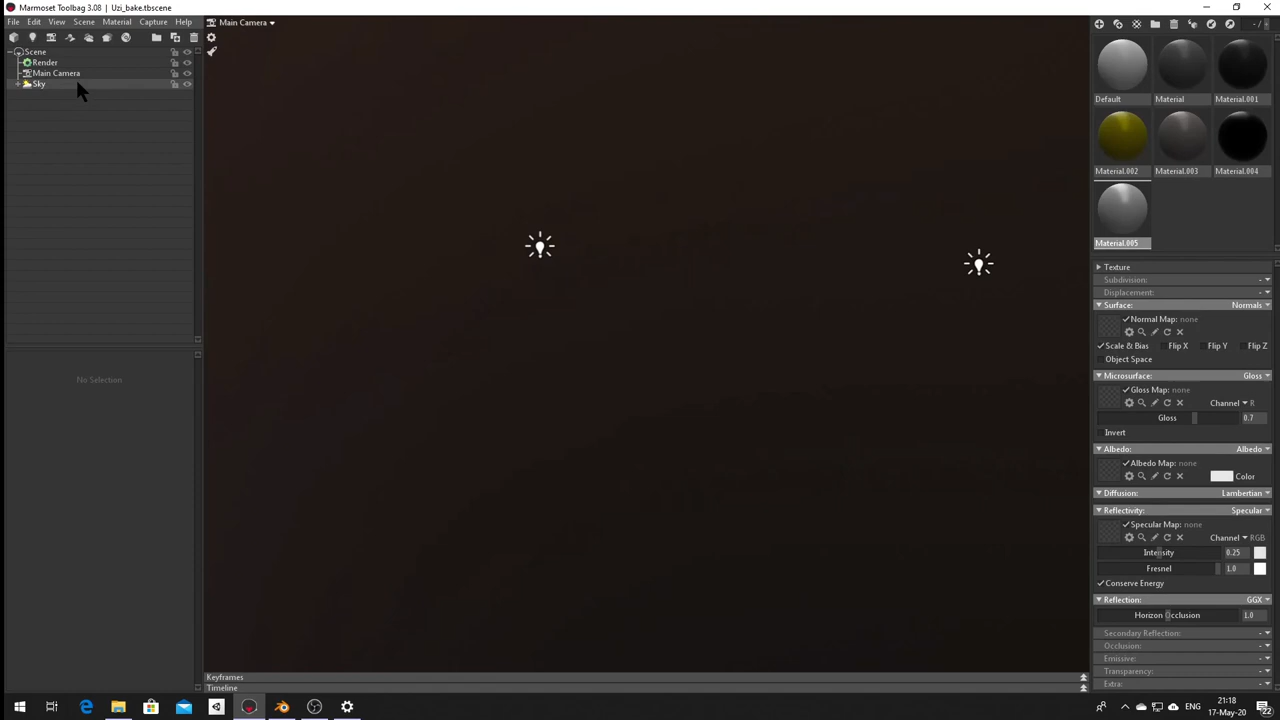 Marmoset Toolbag 3.08 | Uzi_bake.tbscene
File Edit View Scene Material Capture Help
Main Camera
Scene
Render
Main Camera
Sky
No Selection
Keyframes
Timeline
Default Material Material.001
Material.002 Material.003 Material.004
Material.005
Texture
Subdivision: -
Displacement: -
Surface: Normals
Normal Map: none
Scale & Bias Flip X Flip Y Flip Z
Object Space
Microsurface: Gloss
Gloss Map: none
Channel R
Gloss 0.7
Invert
Albedo: Albedo
Albedo Map: none
Color
Diffusion: Lambertian
Reflectivity: Specular
Specular Map: none
Channel RGB
Intensity 0.25
Fresnel 1.0
Conserve Energy
Reflection: GGX
Horizon Occlusion 1.0
Secondary Reflection: -
Occlusion: -
Emissive: -
Transparency: -
Extra: -
ENG
21:18
17-May-20
22